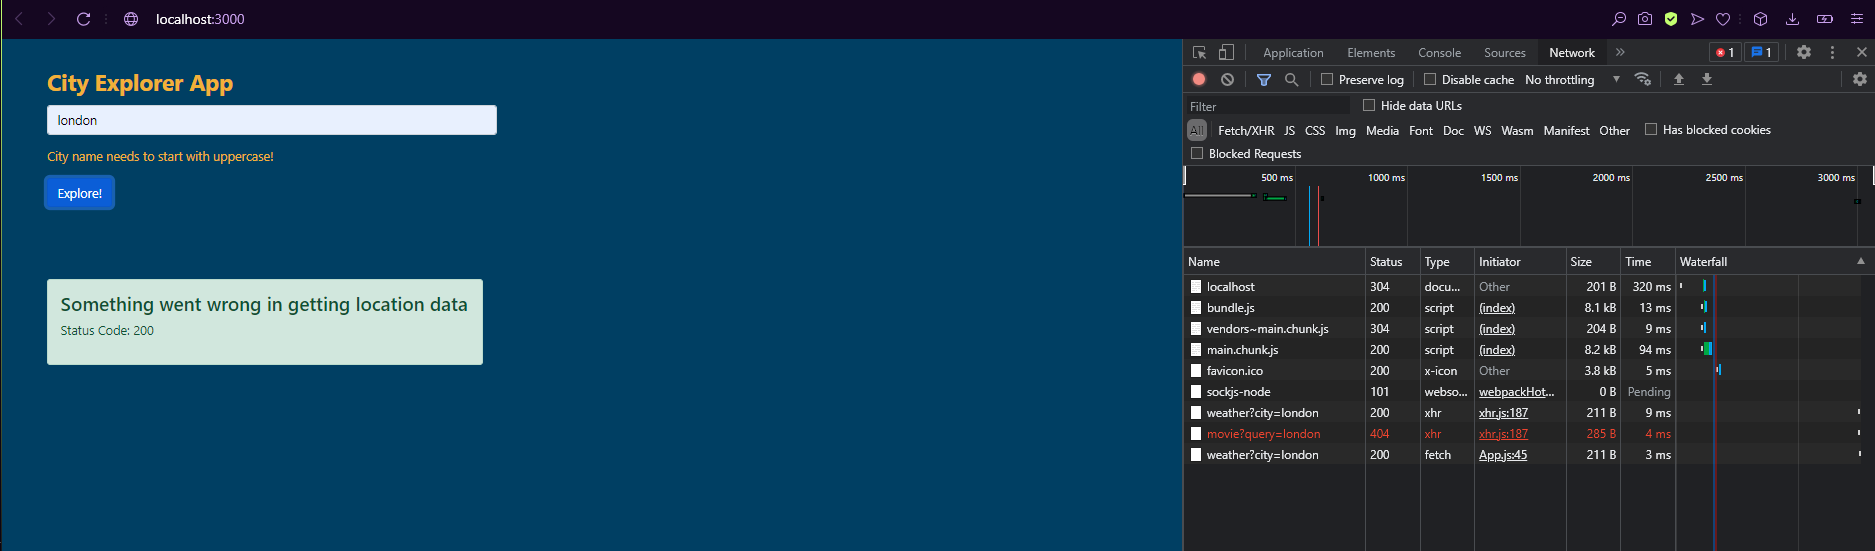 localhost:3000
City Explorer App
london
City name needs to start with uppercase!
Explore!
Something went wrong in getting location data
Status Code: 200
Application Elements Console Sources Network » 1 1
Preserve log Disable cache No throttling
Filter Hide data URLs
All Fetch/XHR JS CSS Img Media Font Doc WS Wasm Manifest Other Has blocked cookies
Blocked Requests
500 ms 1000 ms 1500 ms 2000 ms 2500 ms 3000 ms
Name Status Type Initiator Size Time Waterfall
localhost 304 docu... Other 201 B 320 ms
bundle.js 200 script (index) 8.1 kB 13 ms
vendors~main.chunk.js 304 script (index) 204 B 9 ms
main.chunk.js 200 script (index) 8.2 kB 94 ms
favicon.ico 200 x-icon Other 3.8 kB 5 ms
sockjs-node 101 webso... webpackHot... 0 B Pending
weather?city=london 200 xhr xhr.js:187 211 B 9 ms
movie?query=london 404 xhr xhr.js:187 285 B 4 ms
weather?city=london 200 fetch App.js:45 211 B 3 ms